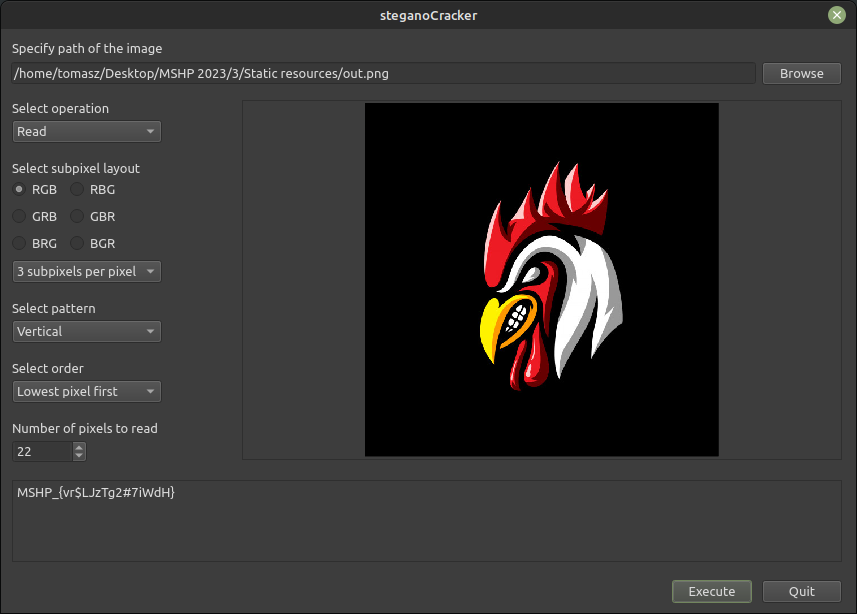 steganoCracker
Specify path of the image
/home/tomasz/Desktop/MSHP 2023/3/Static resources/out.png
Browse
Select operation
Read
Select subpixel layout
RGB RBG
GRB GBR
BRG BGR
3 subpixels per pixel
Select pattern
Vertical
Select order
Lowest pixel first
Number of pixels to read
22
MSHP_{vr$LJzTg2#7iWdH}
Execute Quit